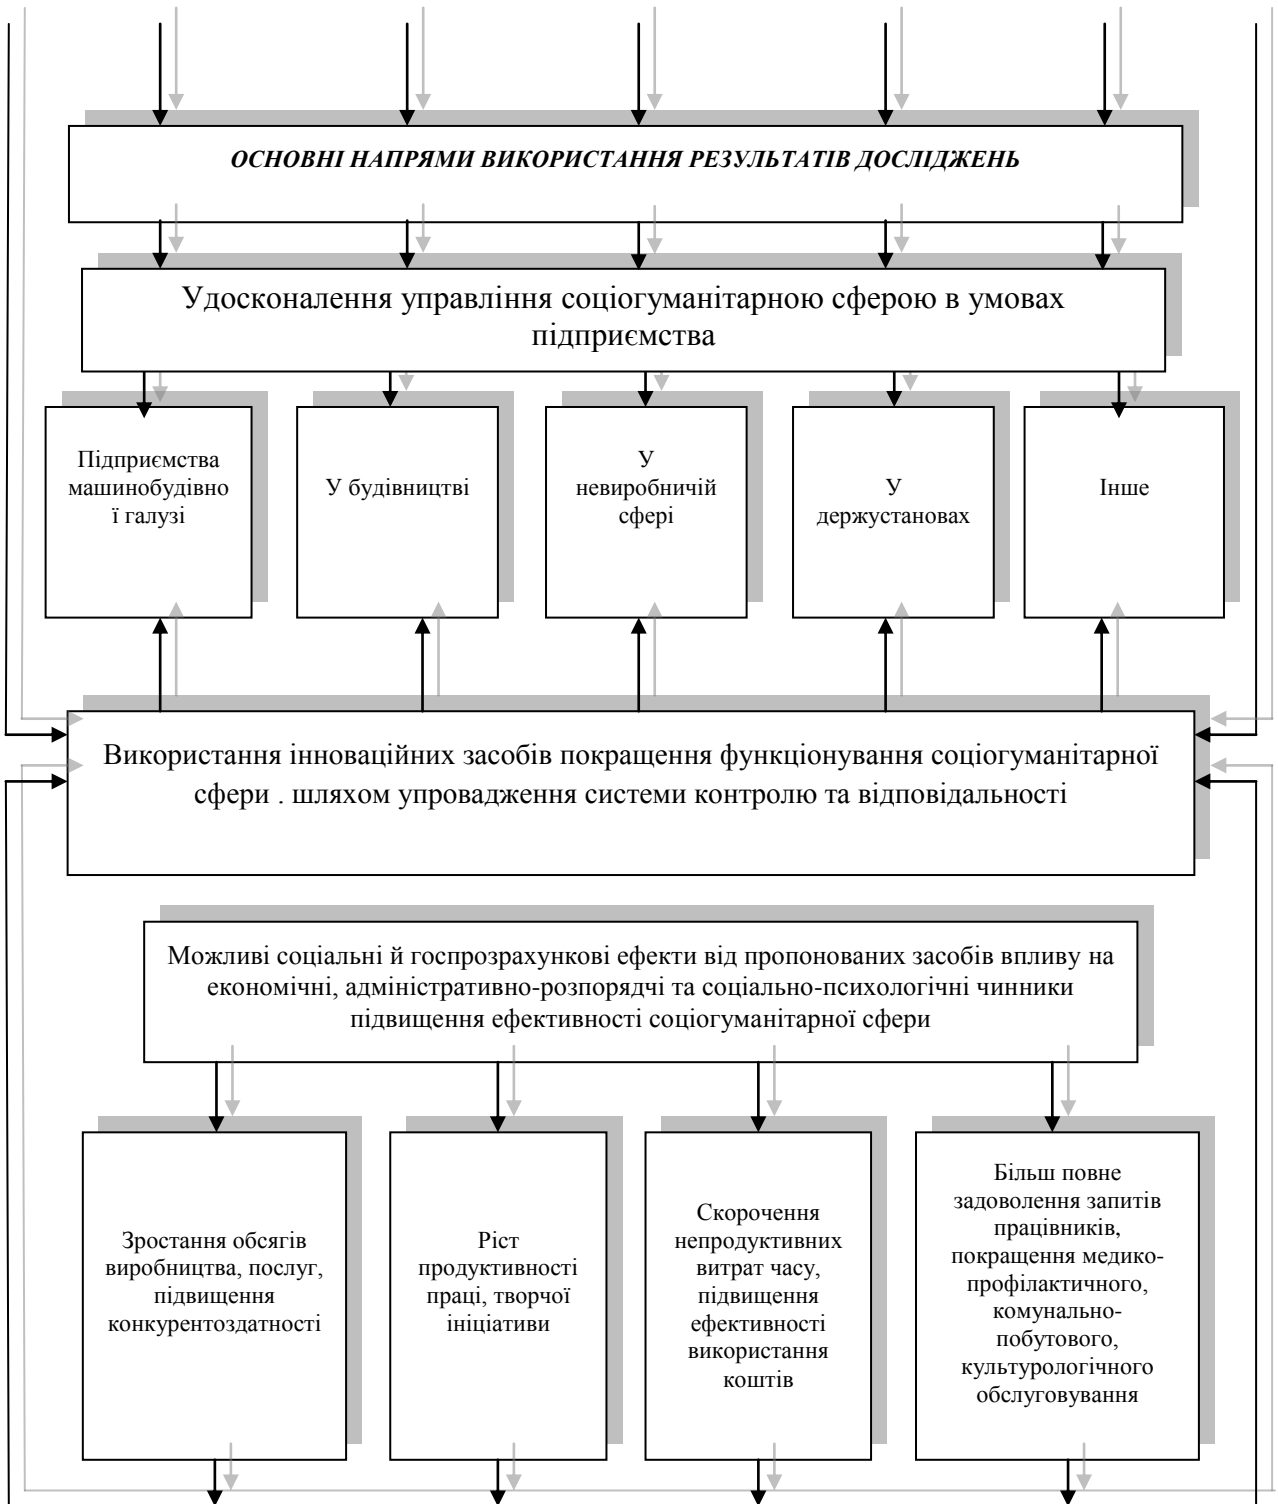 ОСНОВНІ НАПРЯМИ ВИКОРИСТАННЯ РЕЗУЛЬТАТІВ ДОСЛІДЖЕНЬ
Удосконалення управління соціогуманітарною сферою в умовах
підприємства
Підприємства
машинобудівно
ї галузі
У будівництві
У
невиробничій
сфері
У
держустановах
Інше
Використання інноваційних засобів покращення функціонування соціогуманітарної
сфери . шляхом упровадження системи контролю та відповідальності
Можливі соціальні й госпрозрахункові ефекти від пропонованих засобів впливу на
економічні, адміністративно-розпорядчі та соціально-психологічні чинники
підвищення ефективності соціогуманітарної сфери
Зростання обсягів
виробництва, послуг,
підвищення
конкурентоздатності
Ріст
продуктивності
праці, творчої
ініціативи
Скорочення
непродуктивних
витрат часу,
підвищення
ефективності
використання
коштів
Більш повне
задоволення запитів
працівників,
покращення медико-
профілактичного,
комунально-
побутового,
культурологічного
обслуговування